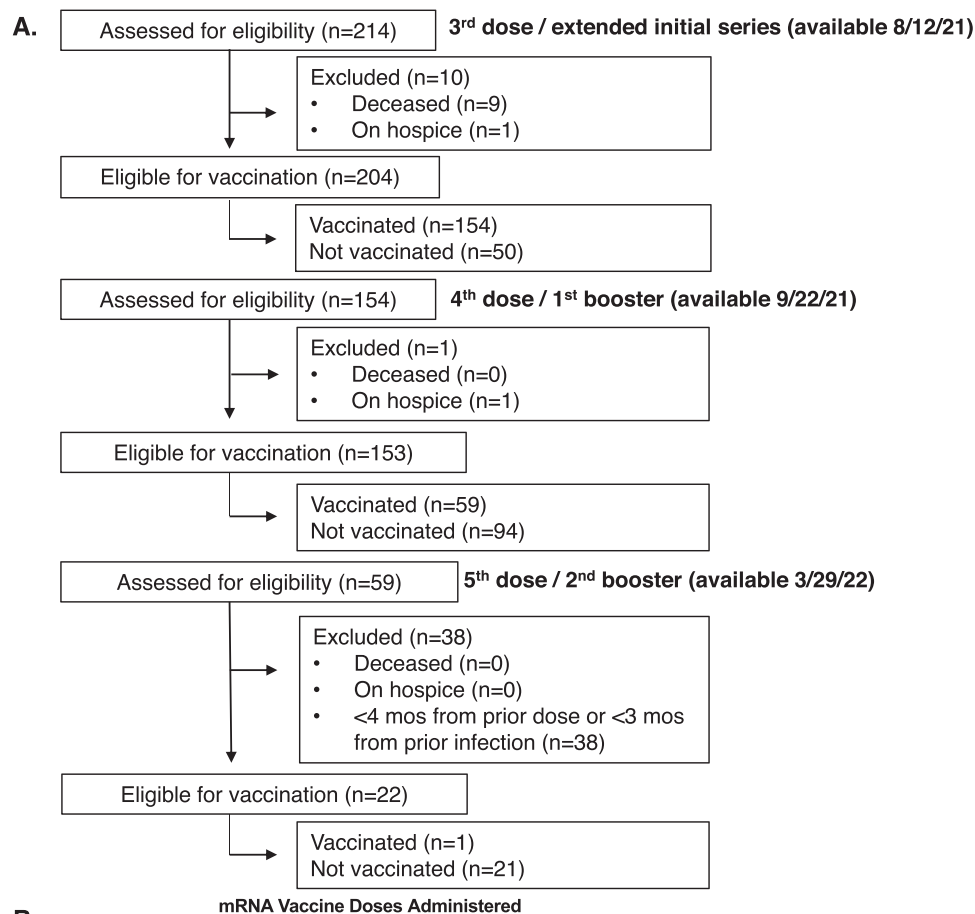 A.
Assessed for eligibility (n=214)
3rd dose / extended initial series (available 8/12/21)
Excluded (n=10)
• Deceased (n=9)
• On hospice (n=1)
Eligible for vaccination (n=204)
Vaccinated (n=154)
Not vaccinated (n=50)
Assessed for eligibility (n=154)
4th dose / 1st booster (available 9/22/21)
Excluded (n=1)
• Deceased (n=0)
• On hospice (n=1)
Eligible for vaccination (n=153)
Vaccinated (n=59)
Not vaccinated (n=94)
Assessed for eligibility (n=59)
5th dose / 2nd booster (available 3/29/22)
Excluded (n=38)
• Deceased (n=0)
• On hospice (n=0)
• <4 mos from prior dose or <3 mos
from prior infection (n=38)
Eligible for vaccination (n=22)
Vaccinated (n=1)
Not vaccinated (n=21)
mRNA Vaccine Doses Administered